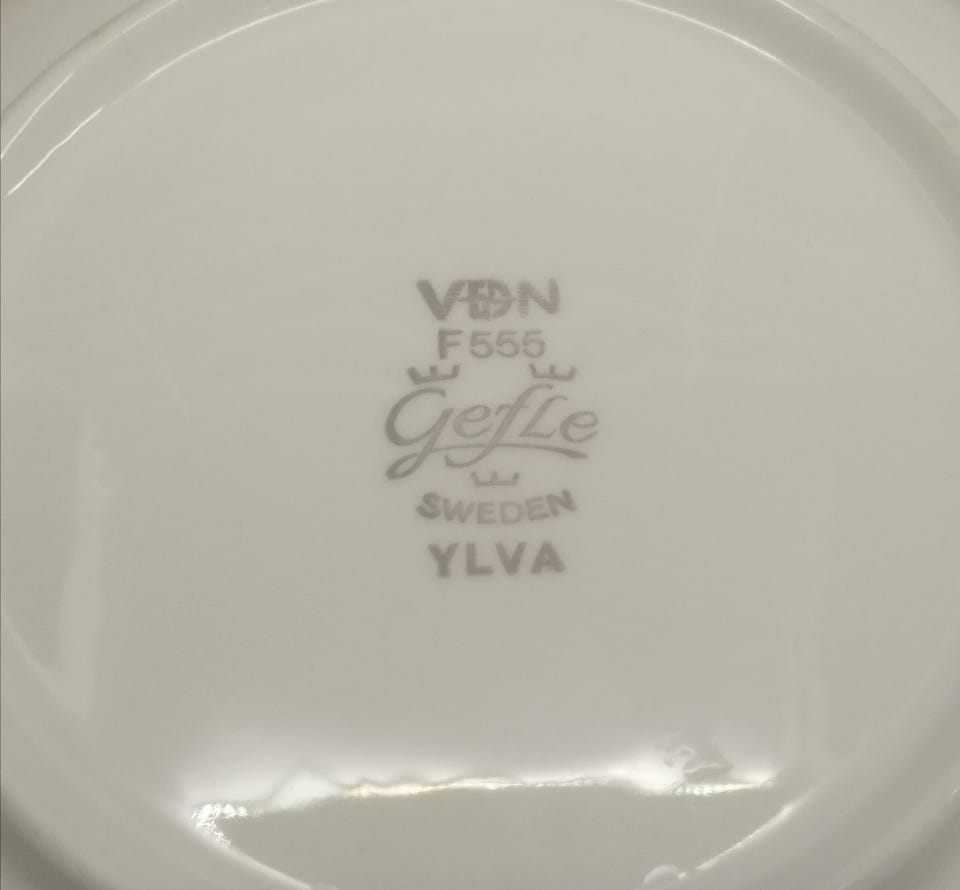 VDN
F555
Gefle
SWEDEN
YLVA